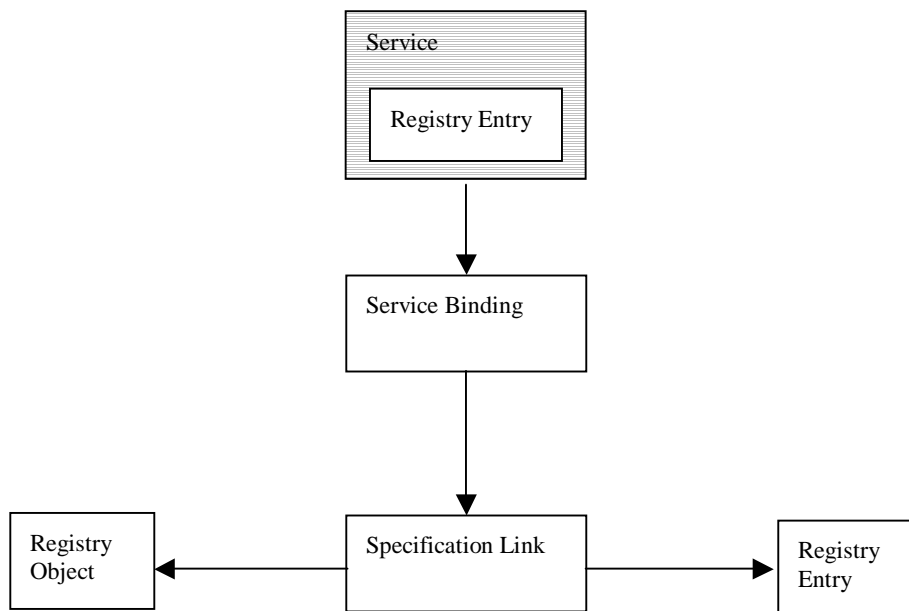 Service
Registry Entry
Service Binding
Registry
Object
Specification Link
Registry
Entry